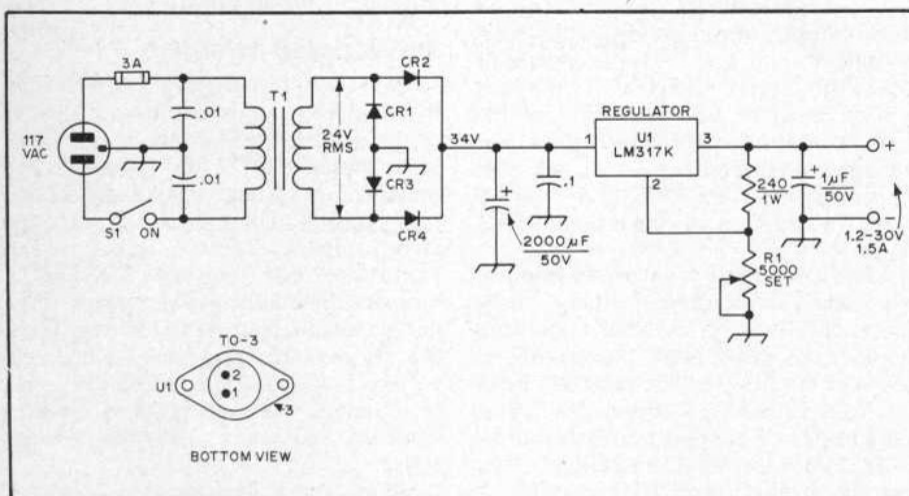 3A
.01
.01
117
VAC
S1 ON
T1
24V
RMS
CR2
CR1
CR3
CR4
34V
+
2000µF
50V
.1
REGULATOR
1
U1
LM317K
3
2
240
1W
R1
5000
SET
+
1µF
50V
+
−
1.2-30V
1.5A
TO-3
U1
2
1
3
BOTTOM VIEW